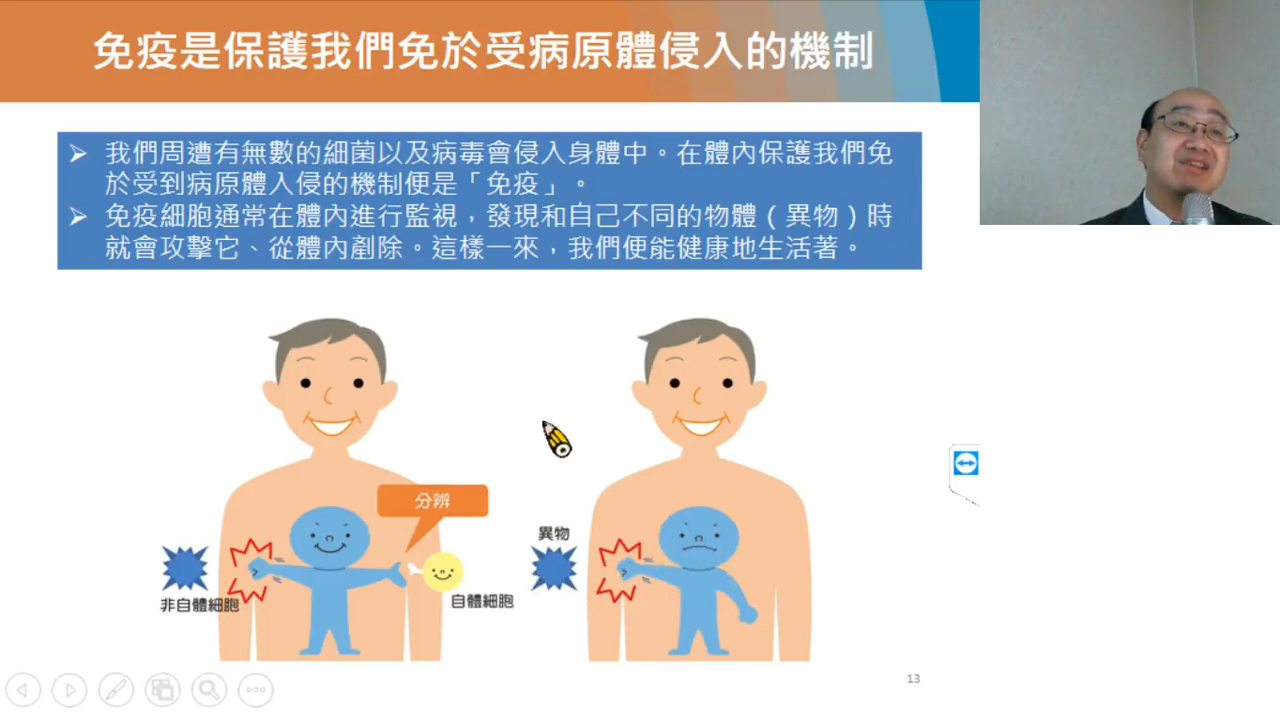 免疫是保護我們免於受病原體侵入的機制
➢ 我們周遭有無數的細菌以及病毒會侵入身體中。在體內保護我們免
於受到病原體入侵的機制便是「免疫」。
➢ 免疫細胞通常在體內進行監視，發現和自己不同的物體（異物）時
就會攻擊它、從體內剷除。這樣一來，我們便能健康地生活著。
分辨
非自體細胞
自體細胞
異物
13